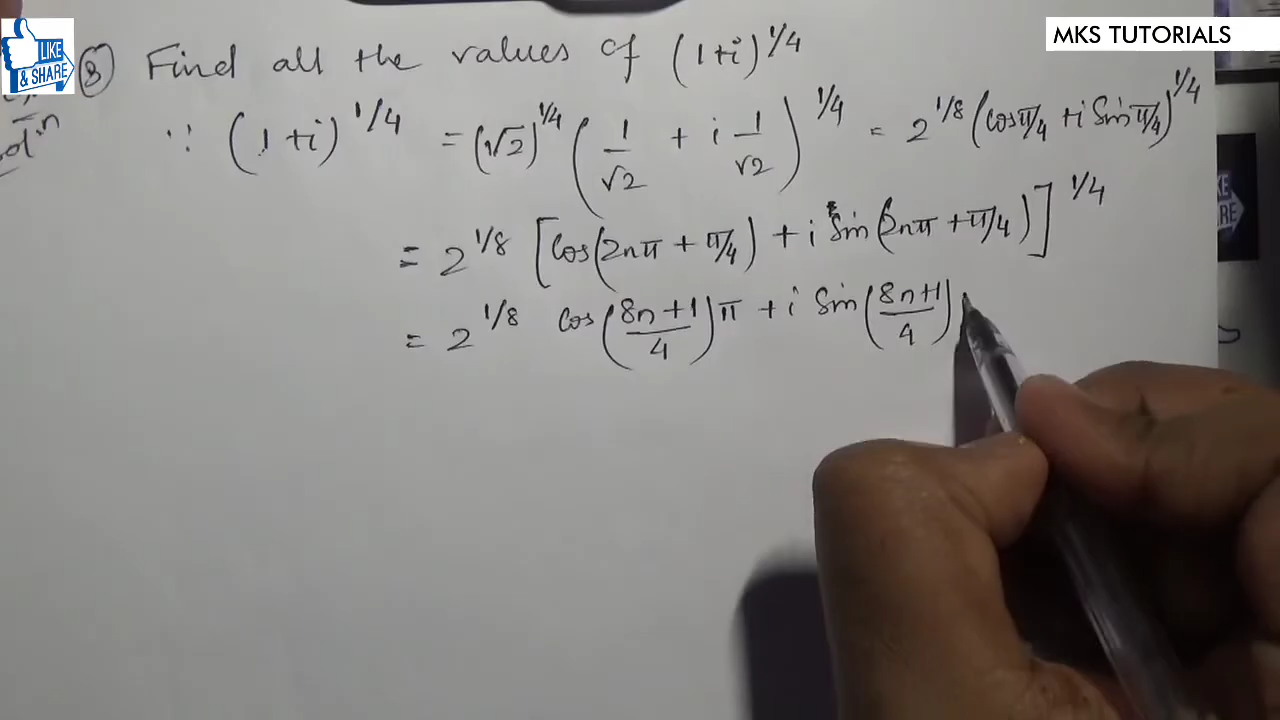 MKS TUTORIALS
LIKE
& SHARE
(3) Find all the values of (1+i)^1/4
∵ (1+i)^1/4 = (√2)^1/4 (1/√2 + i 1/√2)^1/4 = 2^1/8 (cos π/4 + i Sin π/4)^1/4
= 2^1/8 [cos(2nπ + π/4) + i Sin(2nπ + π/4)]^1/4
= 2^1/8 cos((8n+1)/4)π + i Sin((8n+1)/4)